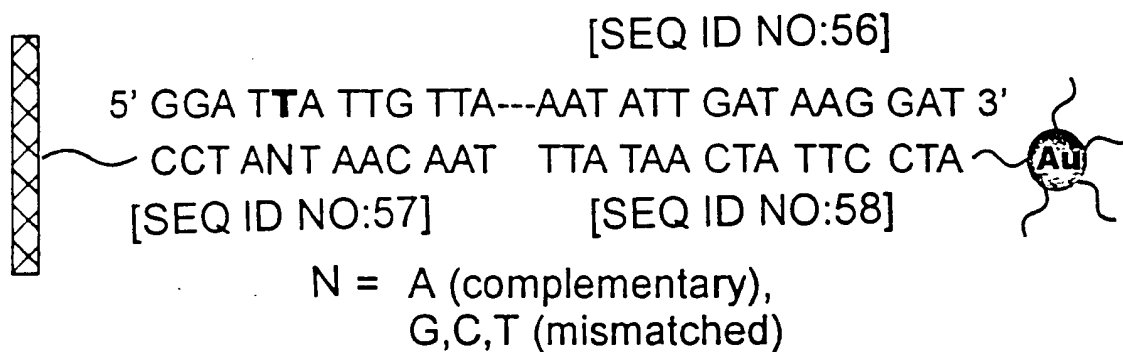 [SEQ ID NO:56]
5' GGA TTA TTG TTA---AAT ATT GAT AAG GAT 3'
CCT ANT AAC AAT TTA TAA CTA TTC CTA
Au
[SEQ ID NO:57] [SEQ ID NO:58]
N = A (complementary),
G,C,T (mismatched)